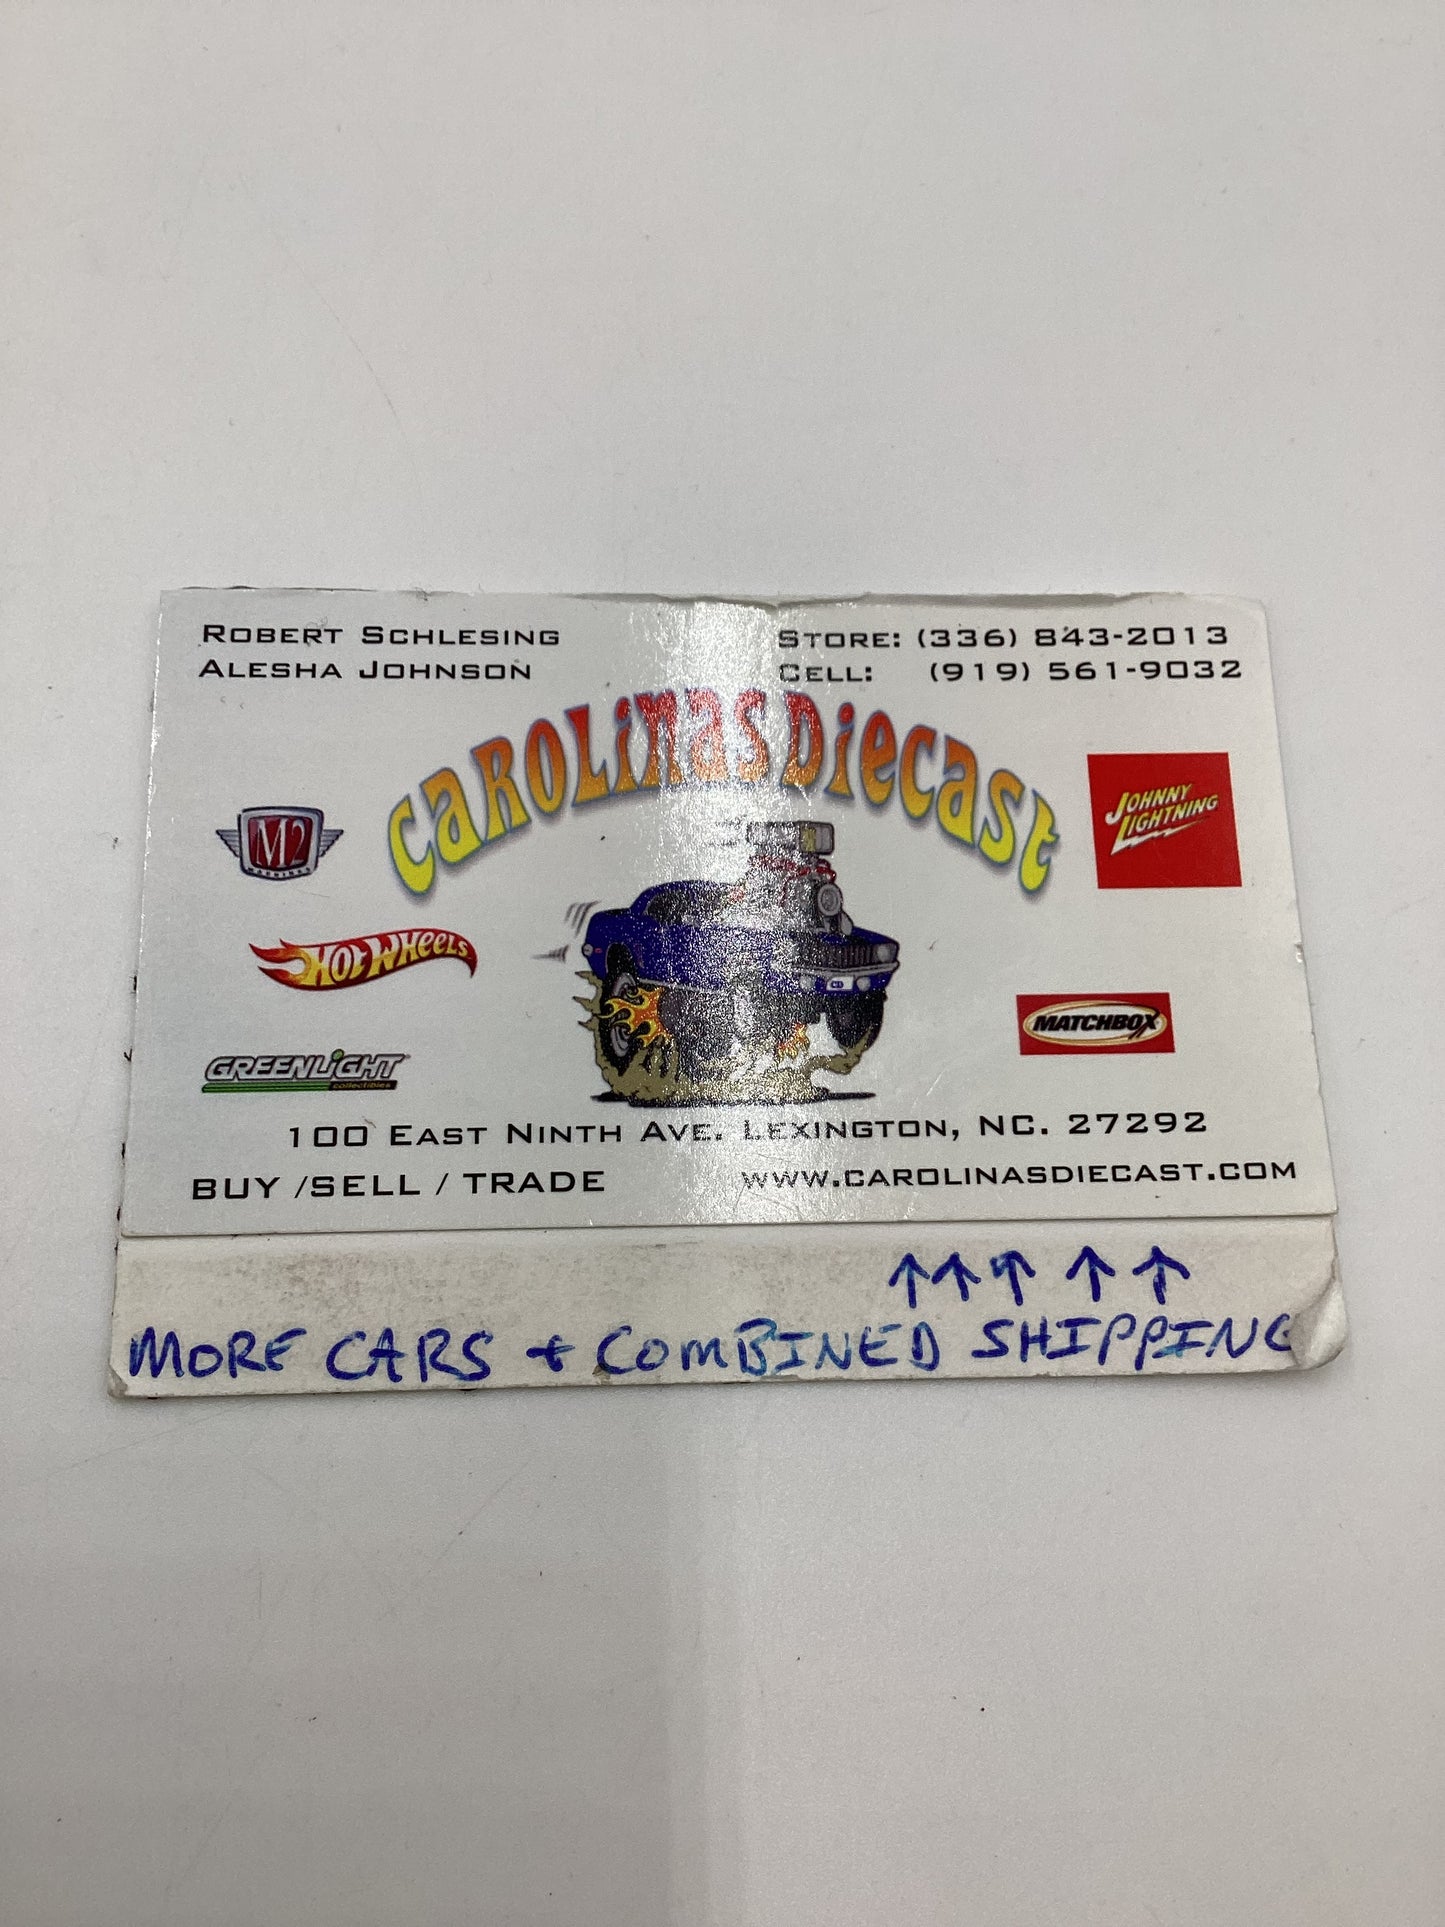 ROBERT SCHLESING
ALESHA JOHNSON
STORE: (336) 843-2013
CELL: (919) 561-9032
CAROLINAS DIECAST
M2
MACHINES
JOHNNY
LIGHTNING
HOT WHEELS
MATCHBOX
GREENLIGHT
collectibles
100 EAST NINTH AVE. LEXINGTON, NC. 27292
BUY /SELL / TRADE
WWW.CAROLINASDIECAST.COM
↑↑↑↑↑
MORE CARS + COMBINED SHIPPING